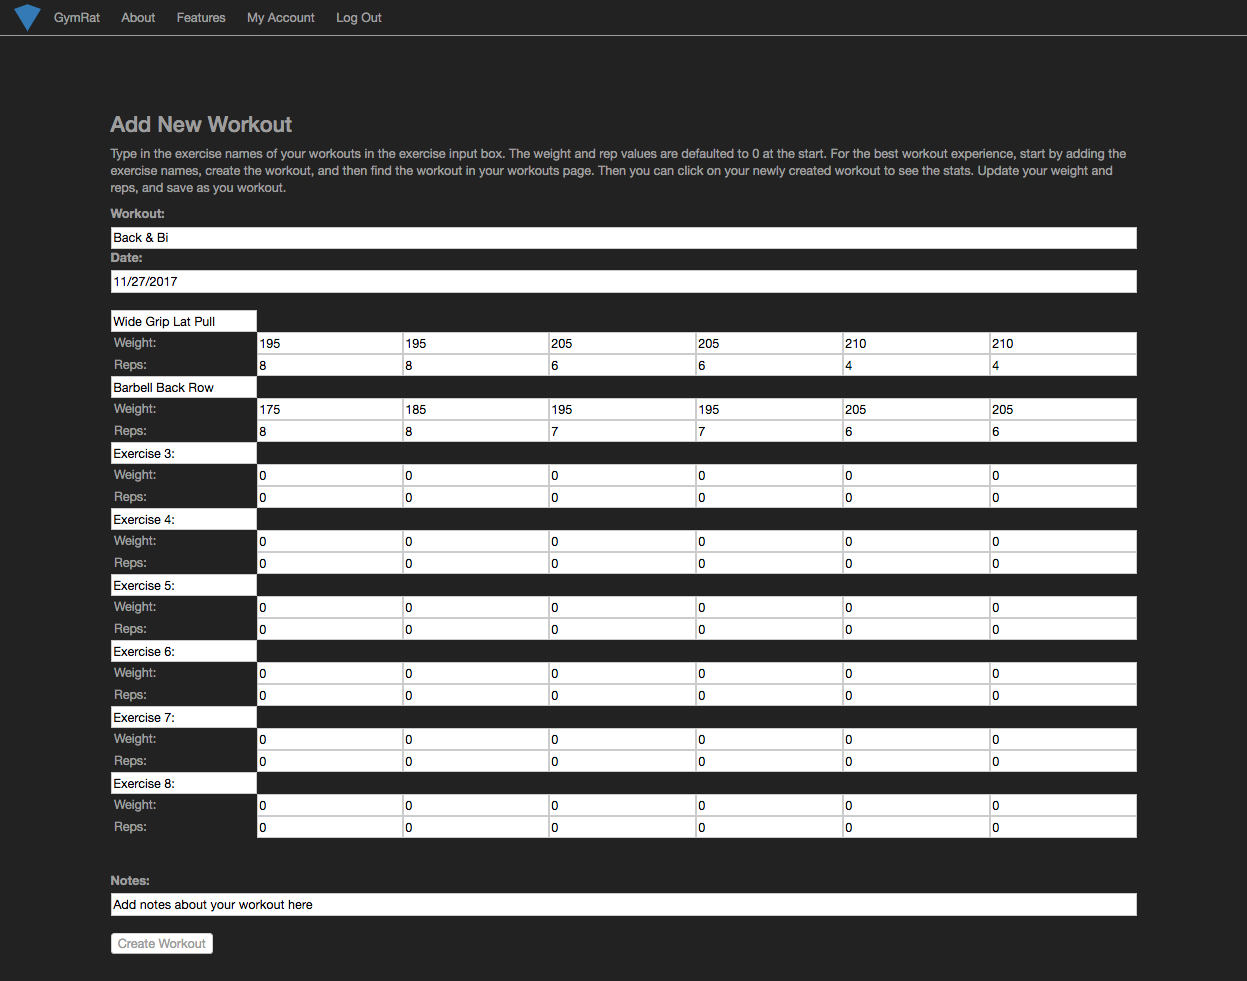 GymRat About Features My Account Log Out
Add New Workout
Type in the exercise names of your workouts in the exercise input box. The weight and rep values are defaulted to 0 at the start. For the best workout experience, start by adding the
exercise names, create the workout, and then find the workout in your workouts page. Then you can click on your newly created workout to see the stats. Update your weight and
reps, and save as you workout.
Workout:
Back & Bi
Date:
11/27/2017
Wide Grip Lat Pull
Weight: 195 195 205 205 210 210
Reps: 8 8 6 6 4 4
Barbell Back Row
Weight: 175 185 195 195 205 205
Reps: 8 8 7 7 6 6
Exercise 3:
Weight: 0 0 0 0 0 0
Reps: 0 0 0 0 0 0
Exercise 4:
Weight: 0 0 0 0 0 0
Reps: 0 0 0 0 0 0
Exercise 5:
Weight: 0 0 0 0 0 0
Reps: 0 0 0 0 0 0
Exercise 6:
Weight: 0 0 0 0 0 0
Reps: 0 0 0 0 0 0
Exercise 7:
Weight: 0 0 0 0 0 0
Reps: 0 0 0 0 0 0
Exercise 8:
Weight: 0 0 0 0 0 0
Reps: 0 0 0 0 0 0
Notes:
Add notes about your workout here
Create Workout